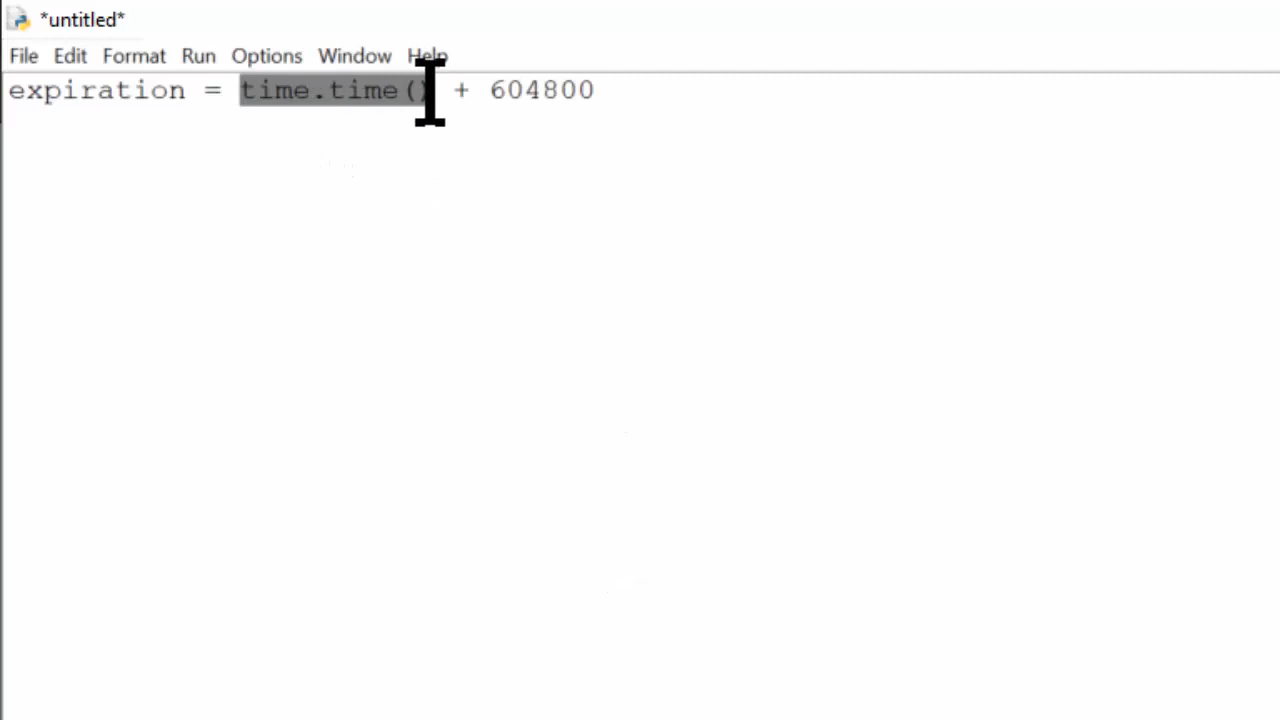 *untitled*
File Edit Format Run Options Window Help
expiration = time.time() + 604800